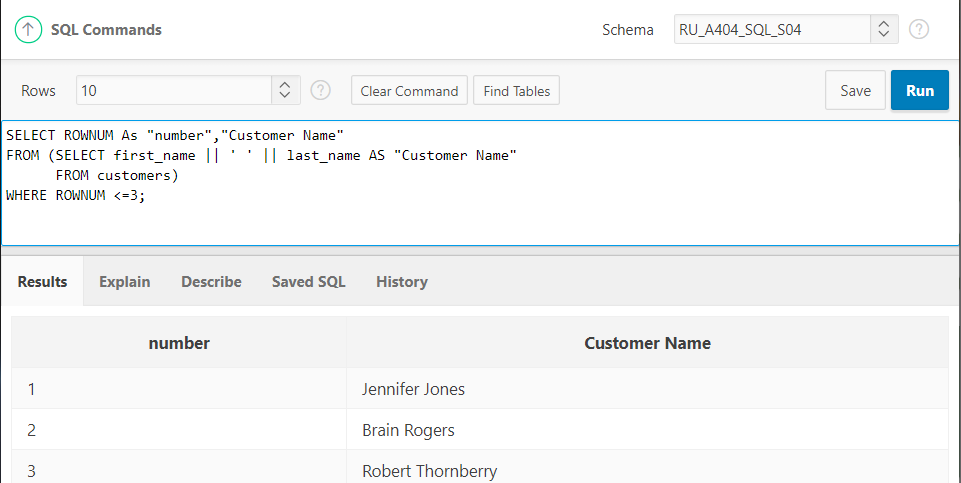 SQL Commands Schema RU_A404_SQL_S04 ?
Rows 10 ? Clear Command Find Tables Save Run
SELECT ROWNUM As "number","Customer Name"
FROM (SELECT first_name || ' ' || last_name AS "Customer Name"
FROM customers)
WHERE ROWNUM <=3;
Results Explain Describe Saved SQL History
number Customer Name
1 Jennifer Jones
2 Brain Rogers
3 Robert Thornberry